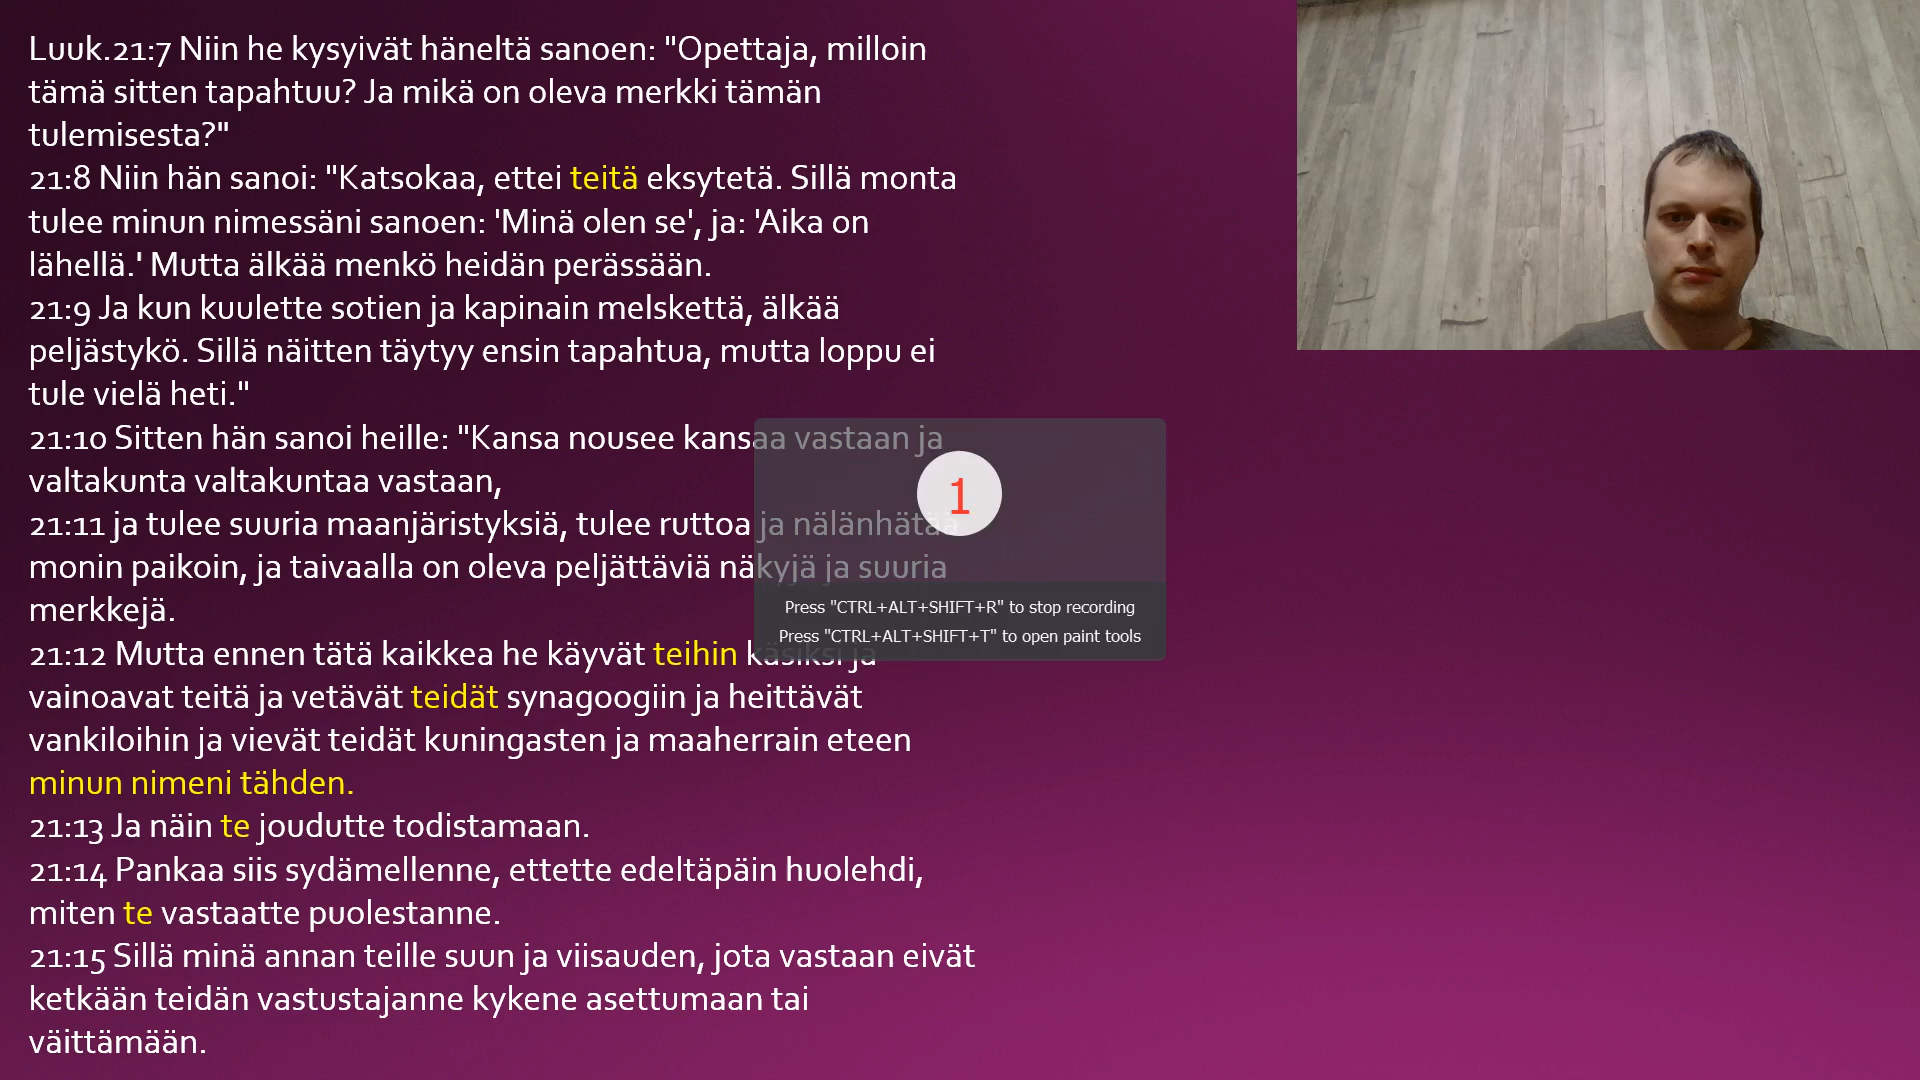 Luuk.21:7 Niin he kysyivät häneltä sanoen: "Opettaja, milloin
tämä sitten tapahtuu? Ja mikä on oleva merkki tämän
tulemisesta?"
21:8 Niin hän sanoi: "Katsokaa, ettei teitä eksytetä. Sillä monta
tulee minun nimessäni sanoen: 'Minä olen se', ja: 'Aika on
lähellä.' Mutta älkää menkö heidän perässään.
21:9 Ja kun kuulette sotien ja kapinain melskettä, älkää
peljästykö. Sillä näitten täytyy ensin tapahtua, mutta loppu ei
tule vielä heti."
21:10 Sitten hän sanoi heille: "Kansa nousee kansaa vastaan ja
valtakunta valtakuntaa vastaan,
21:11 ja tulee suuria maanjäristyksiä, tulee ruttoa ja nälänhätää
monin paikoin, ja taivaalla on oleva peljättäviä näkyjä ja suuria
merkkejä.
21:12 Mutta ennen tätä kaikkea he käyvät teihin käsiksi ja
vainoavat teitä ja vetävät teidät synagoogiin ja heittävät
vankiloihin ja vievät teidät kuningasten ja maaherrain eteen
minun nimeni tähden.
21:13 Ja näin te joudutte todistamaan.
21:14 Pankaa siis sydämellenne, ettette edeltäpäin huolehdi,
miten te vastaatte puolestanne.
21:15 Sillä minä annan teille suun ja viisauden, jota vastaan eivät
ketkään teidän vastustajanne kykene asettumaan tai
väittämään.
1
Press "CTRL+ALT+SHIFT+R" to stop recording
Press "CTRL+ALT+SHIFT+T" to open paint tools